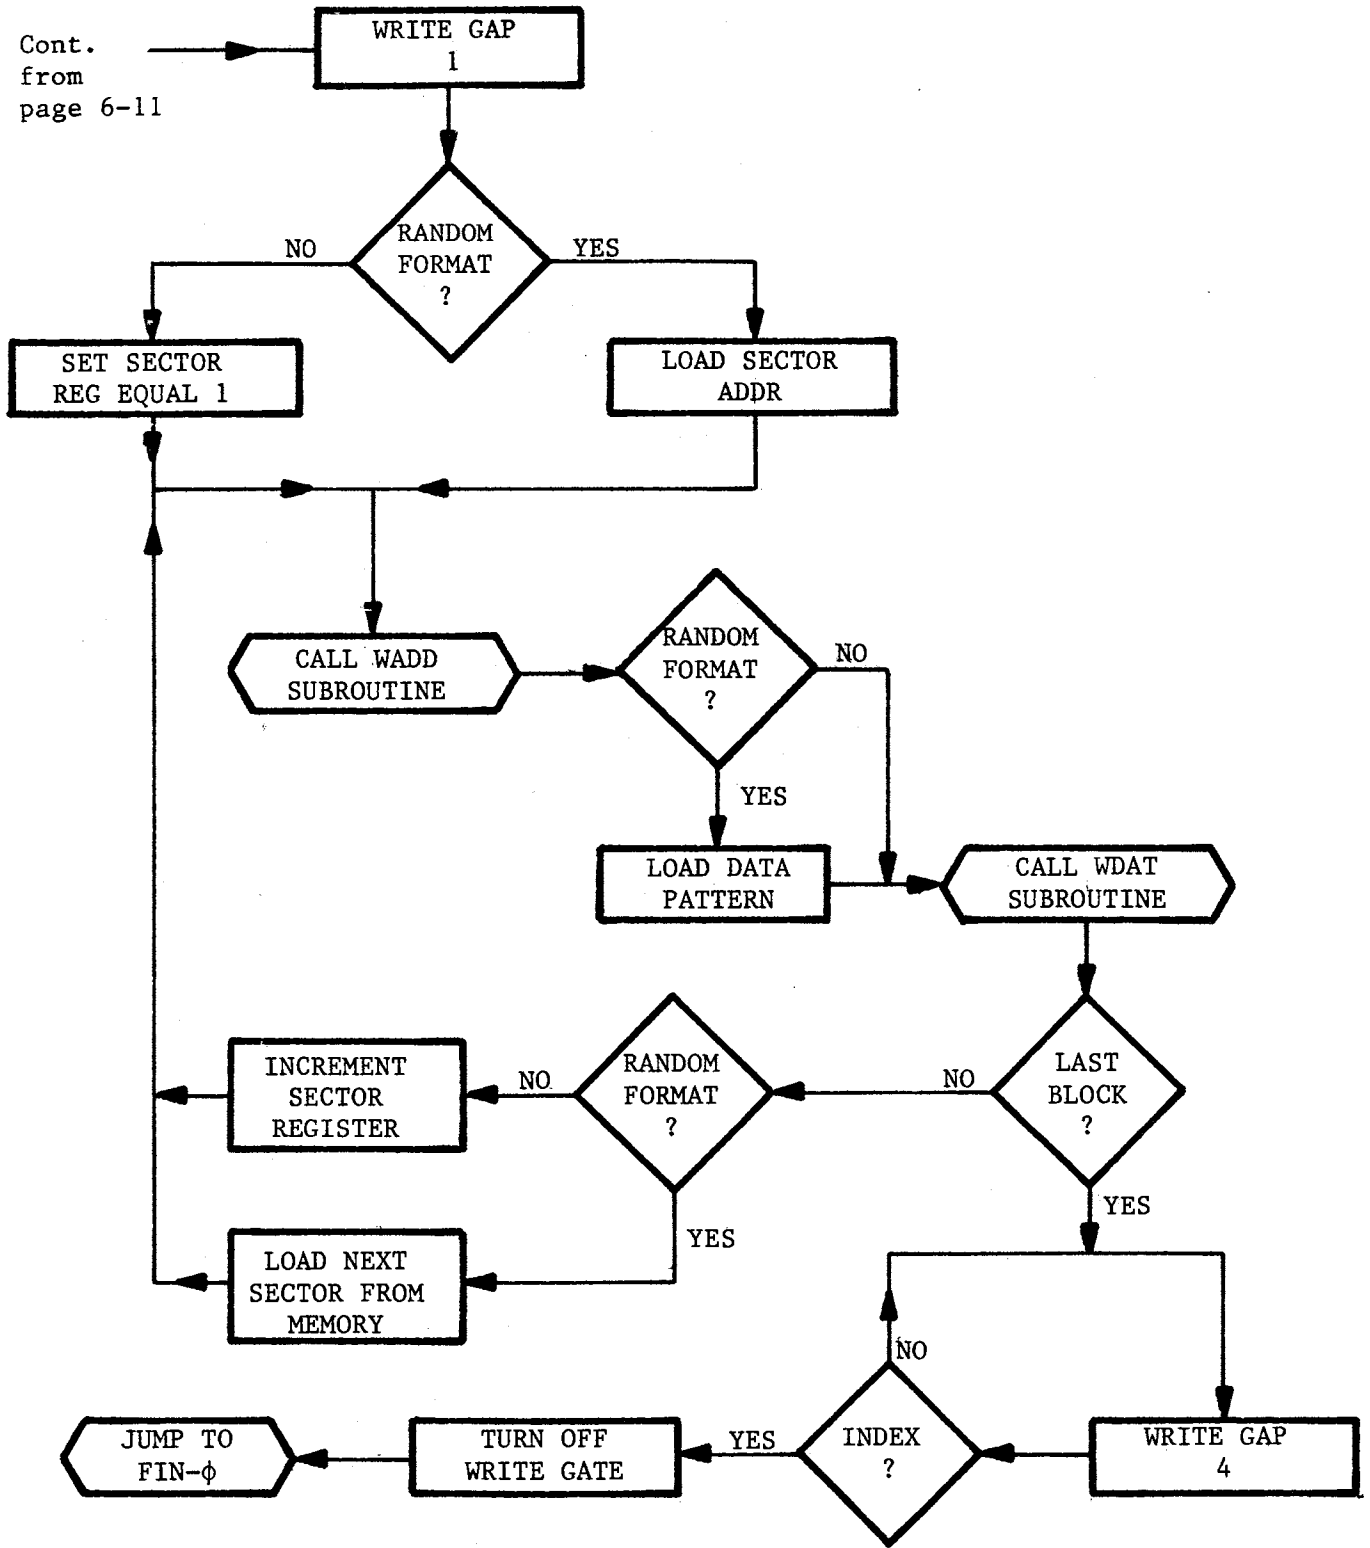 Cont.
from
page 6-11
WRITE GAP
1
RANDOM
FORMAT
?
NO
YES
SET SECTOR
REG EQUAL 1
LOAD SECTOR
ADDR
CALL WADD
SUBROUTINE
RANDOM
FORMAT
?
NO
YES
LOAD DATA
PATTERN
CALL WDAT
SUBROUTINE
LAST
BLOCK
?
NO
YES
RANDOM
FORMAT
?
NO
YES
INCREMENT
SECTOR
REGISTER
LOAD NEXT
SECTOR FROM
MEMORY
WRITE GAP
4
INDEX
?
NO
YES
TURN OFF
WRITE GATE
JUMP TO
FIN-ϕ